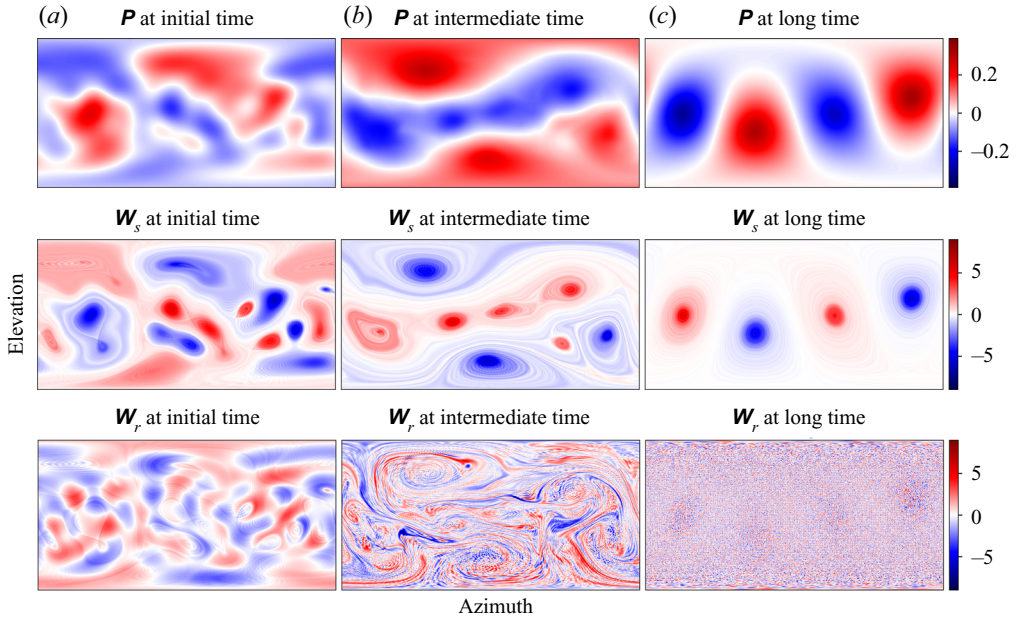 (a) P at initial time
(b) P at intermediate time
(c) P at long time
0.2
0
−0.2
W_s at initial time
W_s at intermediate time
W_s at long time
5
0
−5
Elevation
W_r at initial time
W_r at intermediate time
W_r at long time
5
0
−5
Azimuth